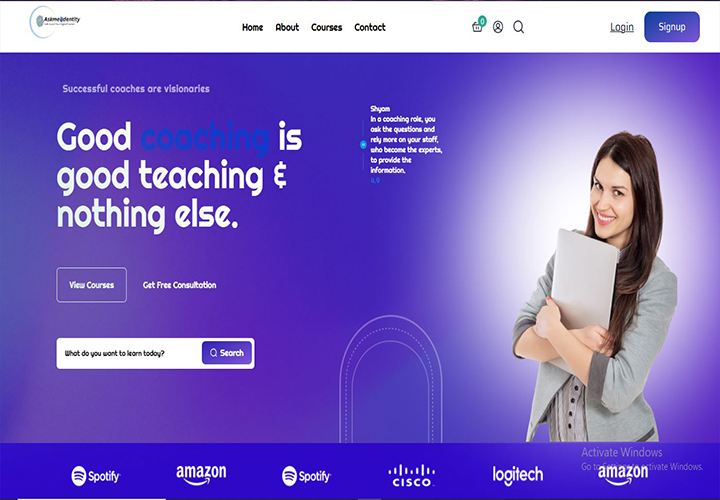 Askmeidentity
Home About Courses Contact
0
Login
Signup
Successful coaches are visionaries
Good coaching is
good teaching &
nothing else.
Shyam
In a coaching role, you
ask the questions and
rely more on your staff,
who become the experts,
to provide the
information.
View Courses
Get Free Consultation
What do you want to learn today?
Search
Activate Windows
Go to Settings to activate Windows.
Spotify
amazon
Spotify
CISCO
logitech
amazon